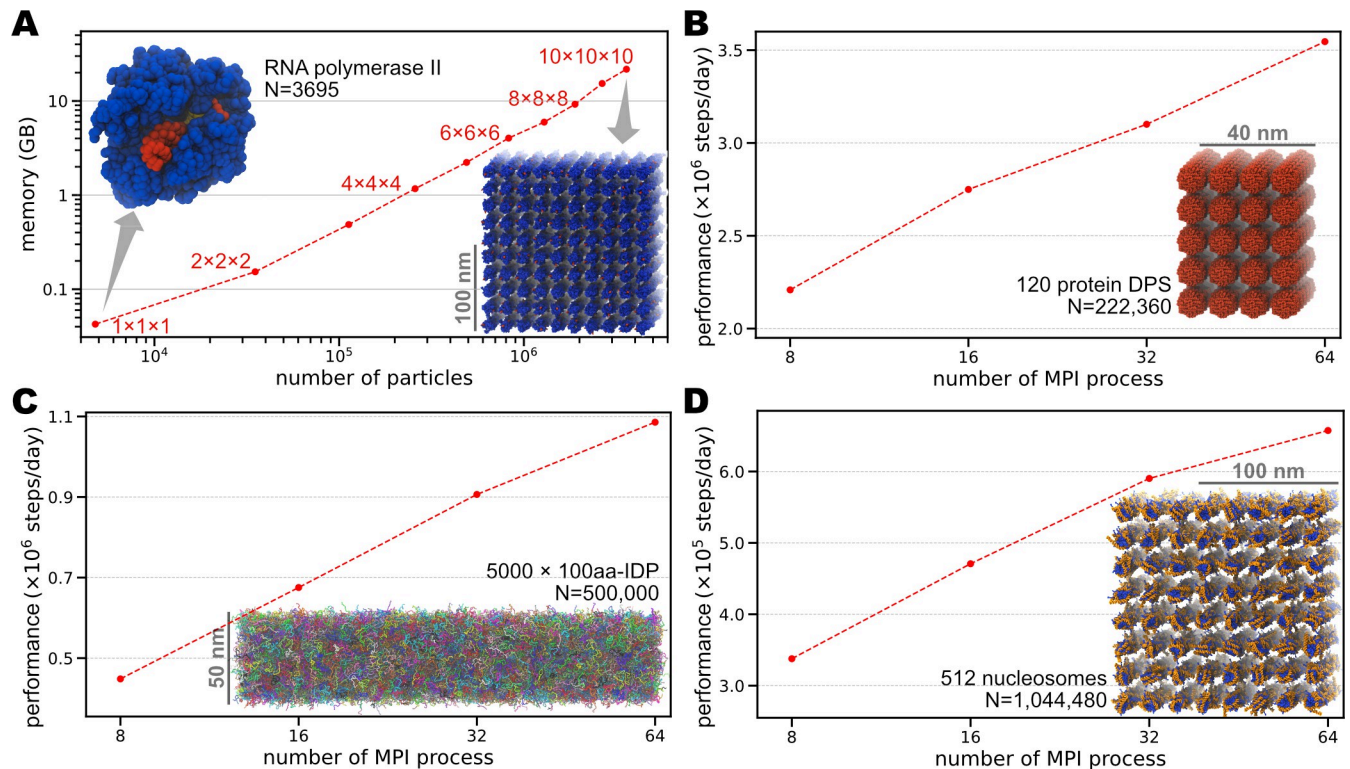 A
memory (GB)
10
1
0.1
RNA polymerase II
N=3695
1×1×1
2×2×2
4×4×4
6×6×6
8×8×8
10×10×10
100 nm
10⁴
10⁵
10⁶
number of particles
B
performance (×10⁶ steps/day)
3.5
3.0
2.5
2.0
40 nm
120 protein DPS
N=222,360
8
16
32
64
number of MPI process
C
performance (×10⁶ steps/day)
1.1
0.9
0.7
0.5
5000 × 100aa-IDP
N=500,000
50 nm
8
16
32
64
number of MPI process
D
performance (×10⁵ steps/day)
6.0
5.0
4.0
3.0
100 nm
512 nucleosomes
N=1,044,480
8
16
32
64
number of MPI process